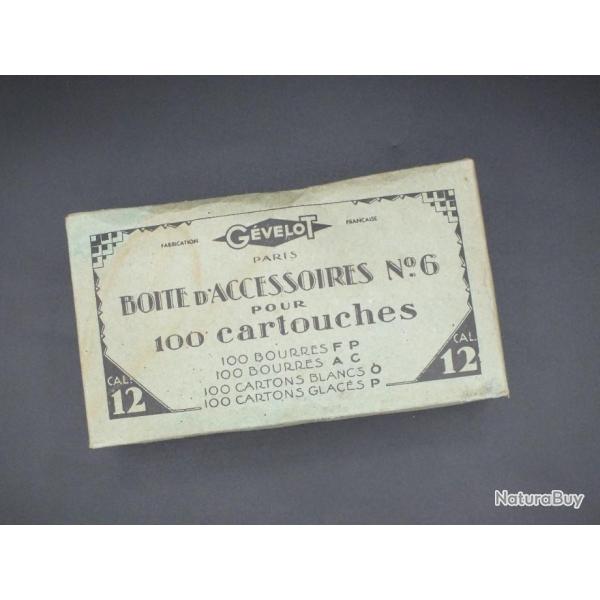 FABRICATION GÉVELOT FRANCAISE
PARIS
BOITE D'ACCESSOIRES No. 6
POUR
100 cartouches
100 BOURRES F P
100 BOURRES A C
100 CARTONS BLANCS O
100 CARTONS GLACÉS P
CAL. 12
CAL. 12
NaturaBuy